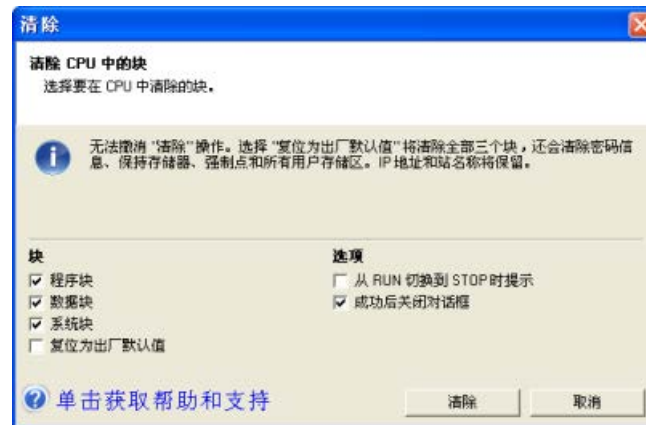 清除
清除 CPU 中的块
选择要在 CPU 中清除的块。
无法撤消 "清除" 操作。选择 "复位为出厂默认值" 将清除全部三个块，还会清除密码信
息、保持存储器、强制点和所有用户存储区。IP 地址和站名称将保留。
块
程序块
数据块
系统块
复位为出厂默认值
选项
从 RUN 切换到 STOP 时提示
成功后关闭对话框
单击获取帮助和支持
清除
取消